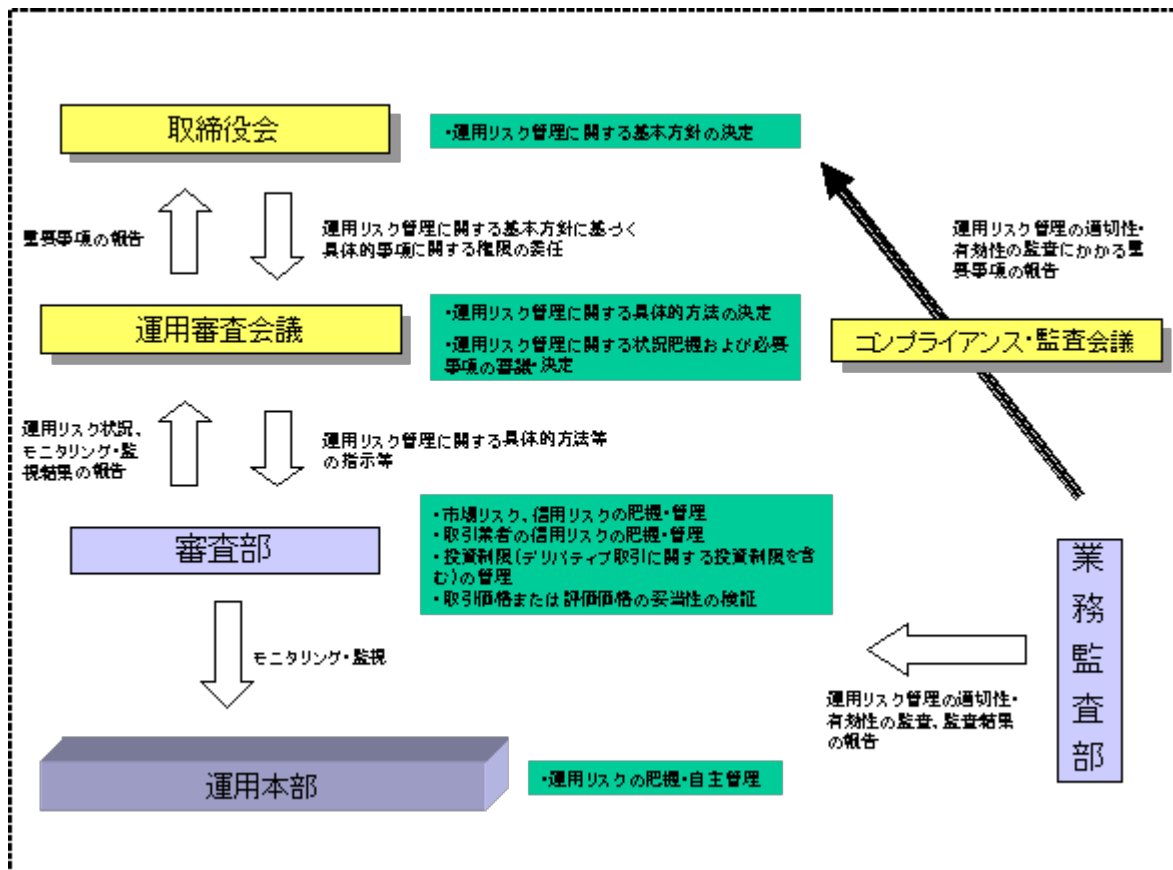 取締役会
・運用リスク管理に関する基本方針の決定
重要事項の報告
運用リスク管理に関する基本方針に基づく
具体的事項に関する権限の委任
運用リスク管理の適切性・
有効性の監査にかかる重
要事項の報告
運用審査会議
・運用リスク管理に関する具体的方法の決定
・運用リスク管理に関する状況把握および必要
事項の審議・決定
コンプライアンス・監査会議
運用リスク状況、
モニタリング・監
視結果の報告
運用リスク管理に関する具体的方法等
の指示等
審査部
・市場リスク、信用リスクの把握・管理
・取引業者の信用リスクの把握・管理
・投資制限(デリバティブ取引に関する投資制限を含
む)の管理
・取引価格または評価価格の妥当性の検証
業務監査部
モニタリング・監視
運用リスク管理の適切性・
有効性の監査、監査結果
の報告
運用本部
・運用リスクの把握・自主管理